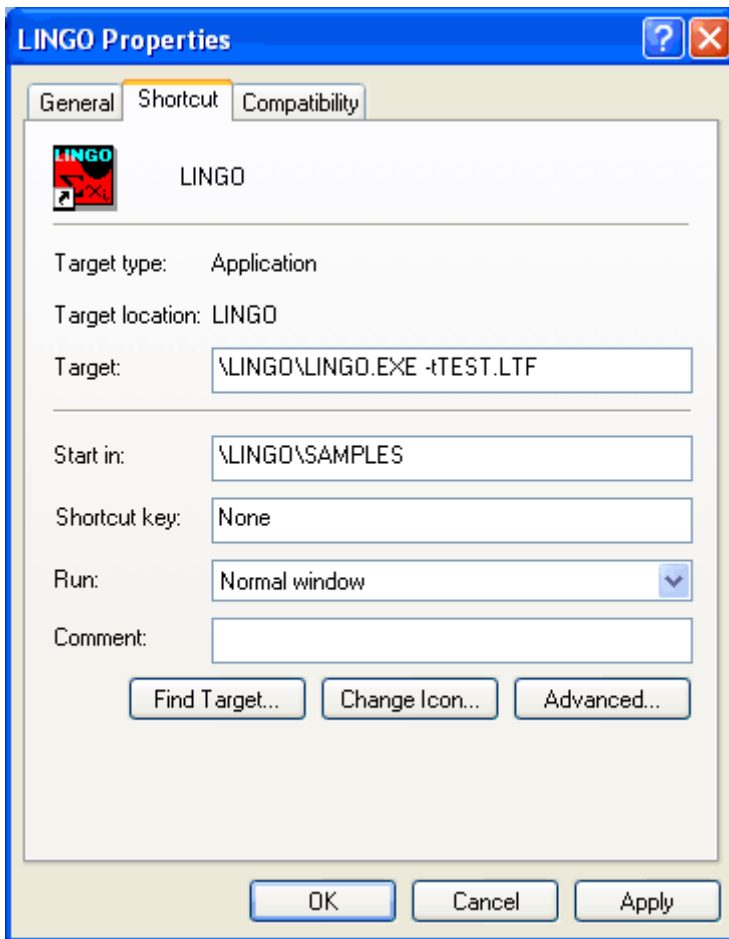 LINGO Properties
General Shortcut Compatibility
LINGO
Σxi
LINGO
Target type: Application
Target location: LINGO
Target: \LINGO\LINGO.EXE -tTEST.LTF
Start in: \LINGO\SAMPLES
Shortcut key: None
Run: Normal window
Comment:
Find Target... Change Icon... Advanced...
OK Cancel Apply